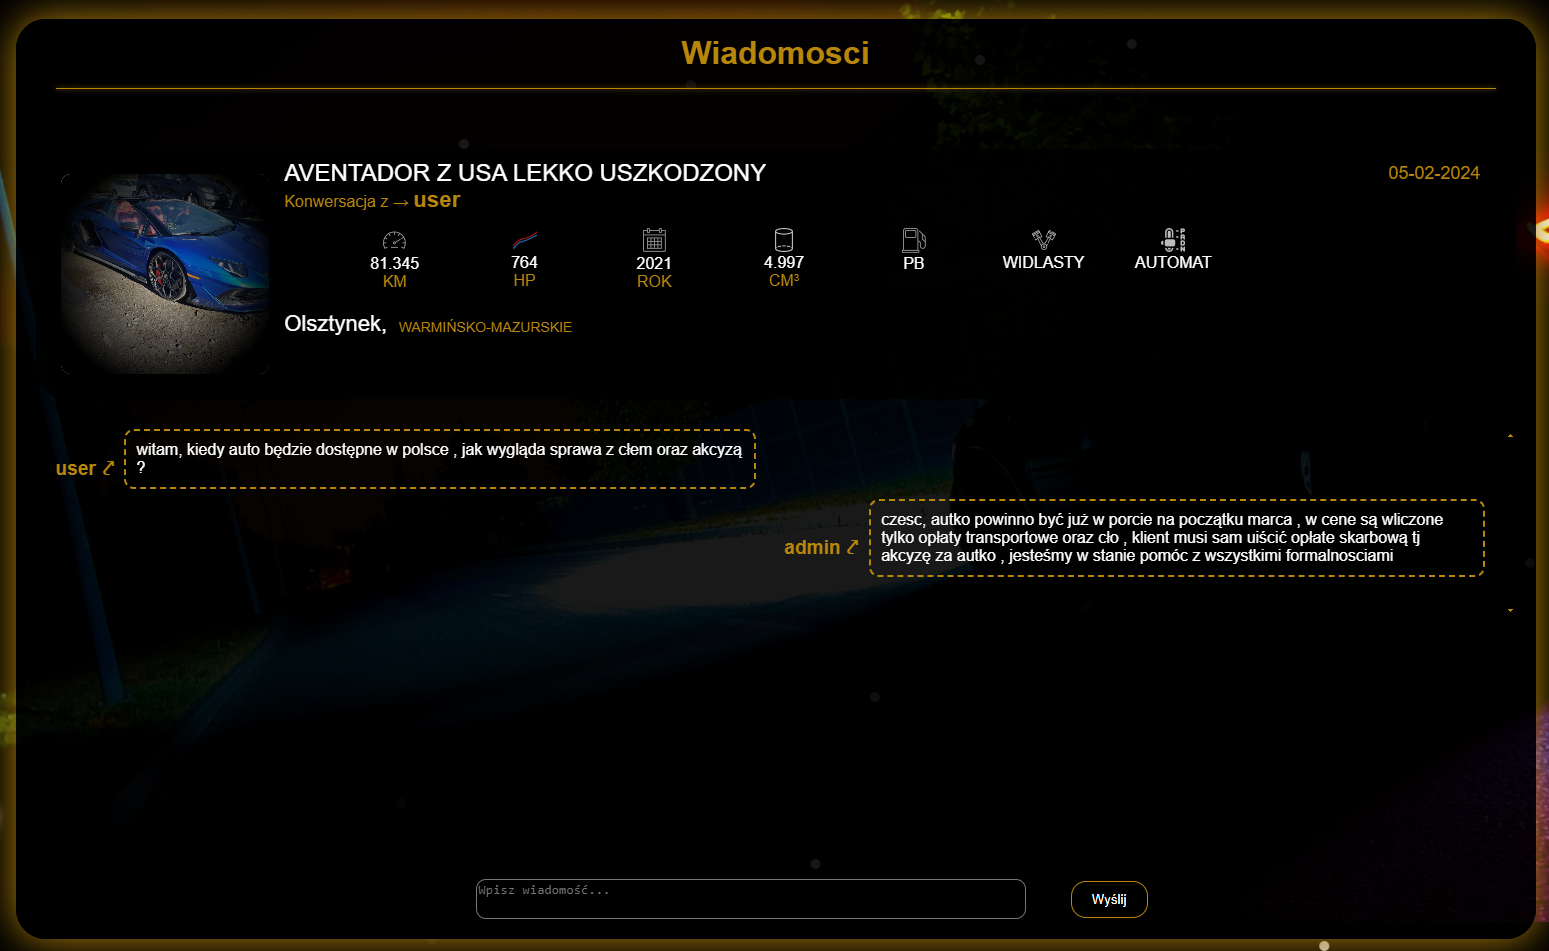 Wiadomosci
AVENTADOR Z USA LEKKO USZKODZONY
05-02-2024
Konwersacja z → user
81.345 764 2021 4.997 PB WIDLASTY AUTOMAT
KM HP ROK CM³
Olsztynek, WARMIŃSKO-MAZURSKIE
witam, kiedy auto będzie dostępne w polsce , jak wygląda sprawa z cłem oraz akcyzą
?
user
czesc, autko powinno być już w porcie na początku marca , w cene są wliczone
tylko opłaty transportowe oraz cło , klient musi sam uiścić opłate skarbową tj
akcyzę za autko , jesteśmy w stanie pomóc z wszystkimi formalnosciami
admin
Wpisz wiadomość...
Wyślij